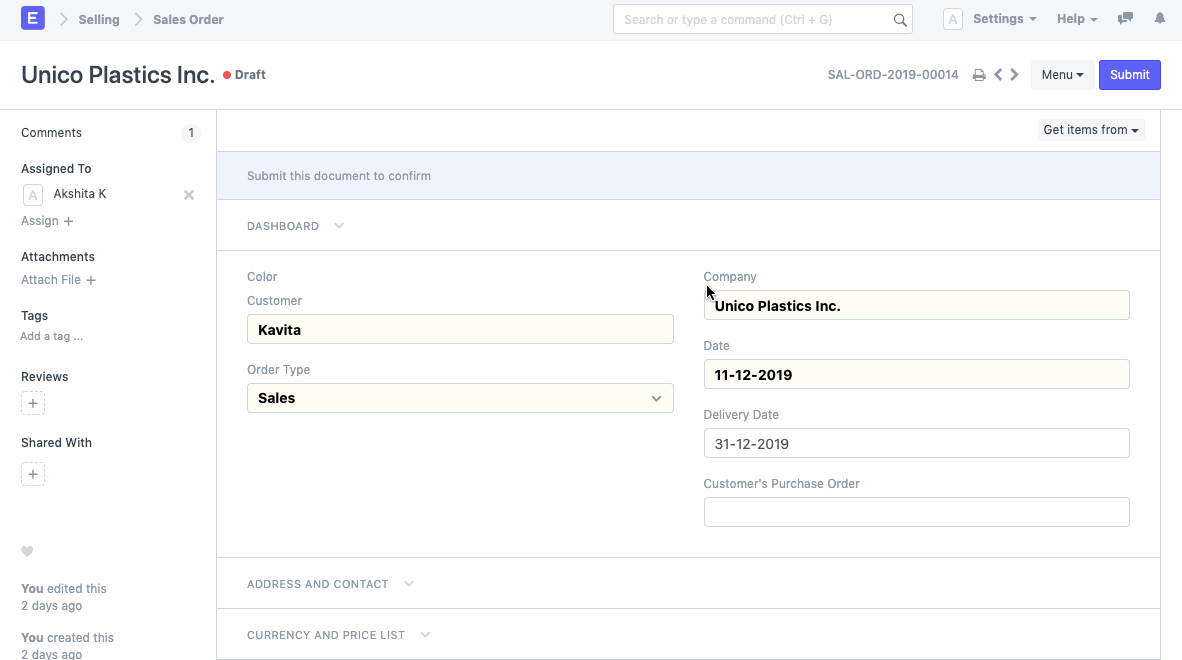 E Selling Sales Order Search or type a command (Ctrl + G) A Settings Help
Unico Plastics Inc. Draft SAL-ORD-2019-00014 Menu Submit
Comments 1
Assigned To
A Akshita K
Assign +
Attachments
Attach File +
Tags
Add a tag ...
Reviews
+
Shared With
+
You edited this
2 days ago
You created this
2 days ago
Get items from
Submit this document to confirm
DASHBOARD
Color
Customer
Kavita
Order Type
Sales
Company
Unico Plastics Inc.
Date
11-12-2019
Delivery Date
31-12-2019
Customer's Purchase Order
ADDRESS AND CONTACT
CURRENCY AND PRICE LIST